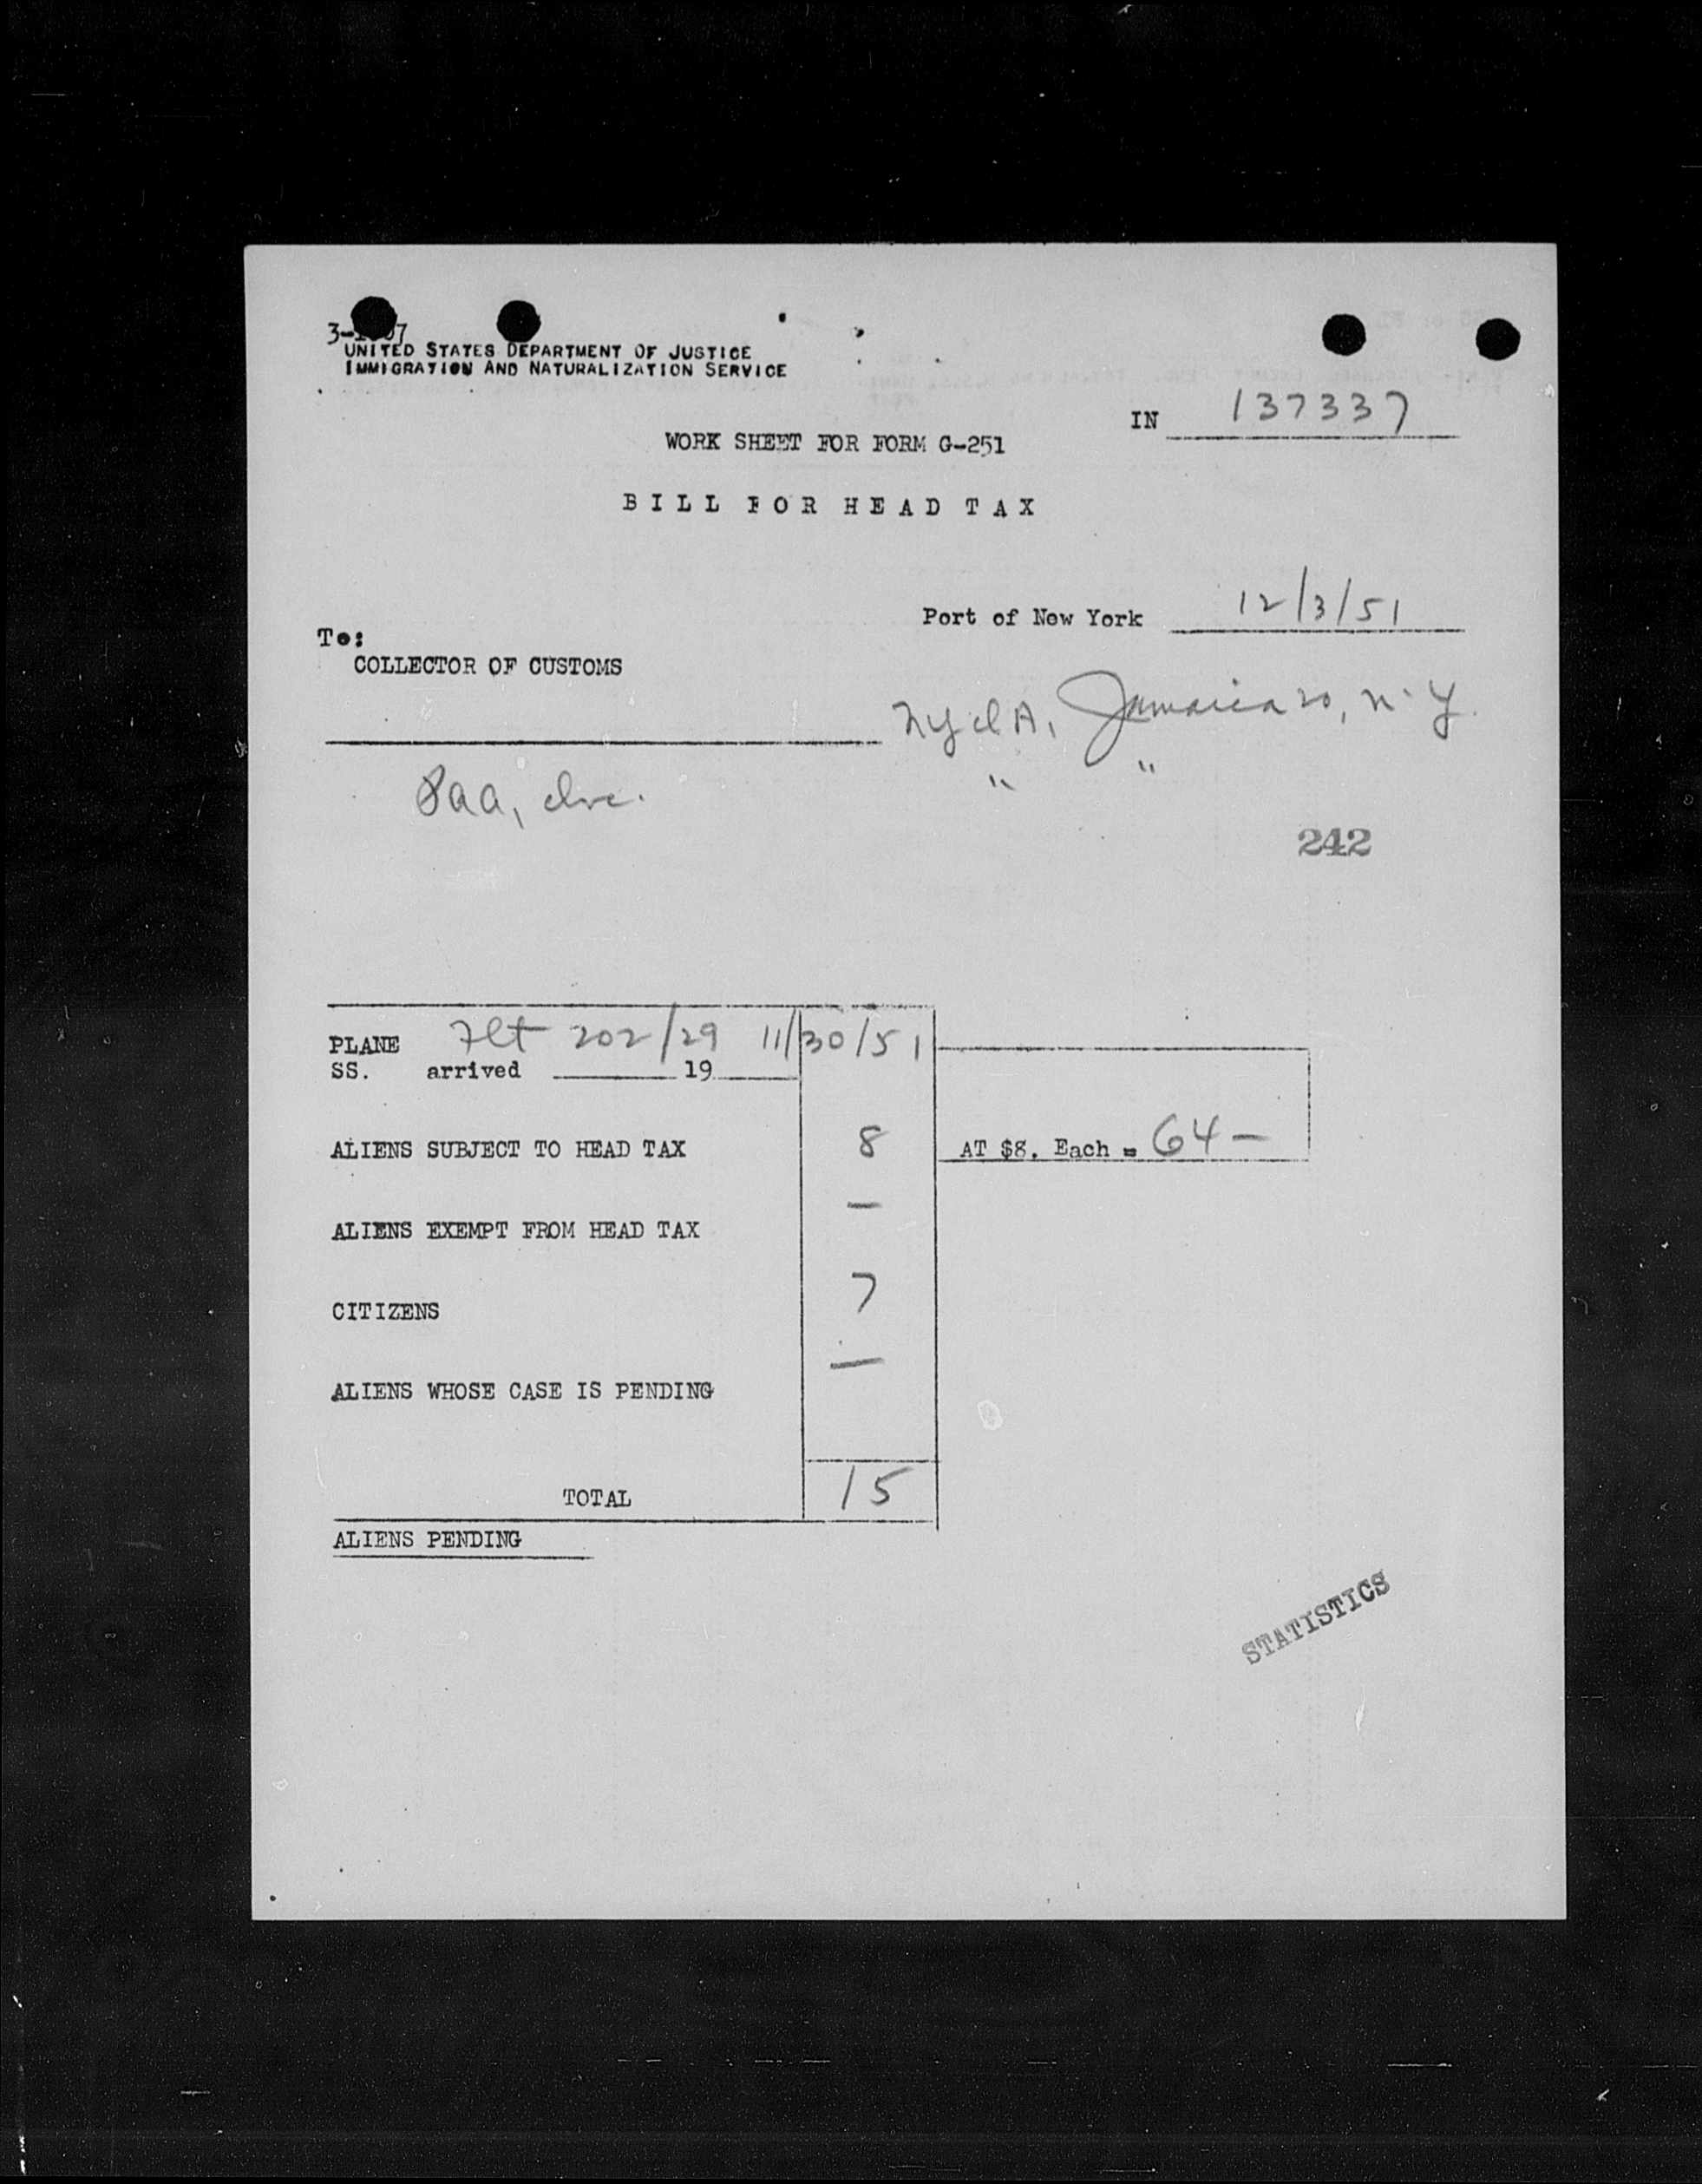 UNITED STATES DEPARTMENT OF JUSTICE
IMMIGRATION AND NATURALIZATION SERVICE
IN 137337
WORK SHEET FOR FORM G-251
BILL FOR HEAD TAX
Port of New York 12/3/51
To:
COLLECTOR OF CUSTOMS
NYIA, Jamaica 20, N.Y.
" "
PAA, Inc.
242
PLANE Flt 202/29 11/30/51
SS. arrived 19
ALIENS SUBJECT TO HEAD TAX 8 AT $8. Each = 64 —
ALIENS EXEMPT FROM HEAD TAX —
CITIZENS 7
ALIENS WHOSE CASE IS PENDING —
TOTAL 15
ALIENS PENDING
STATISTICS